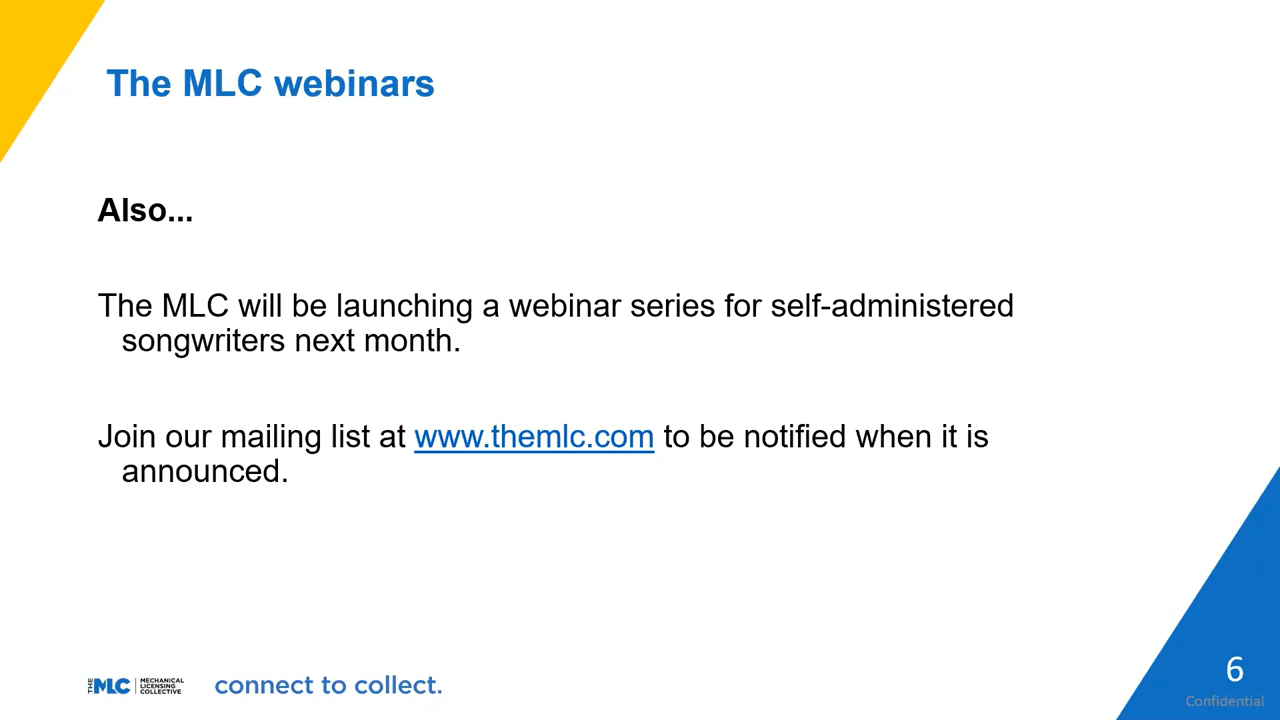 The MLC webinars
Also...
The MLC will be launching a webinar series for self-administered
songwriters next month.
Join our mailing list at www.themlc.com to be notified when it is
announced.
THE MLC | MECHANICAL
LICENSING
COLLECTIVE
connect to collect.
6
Confidential